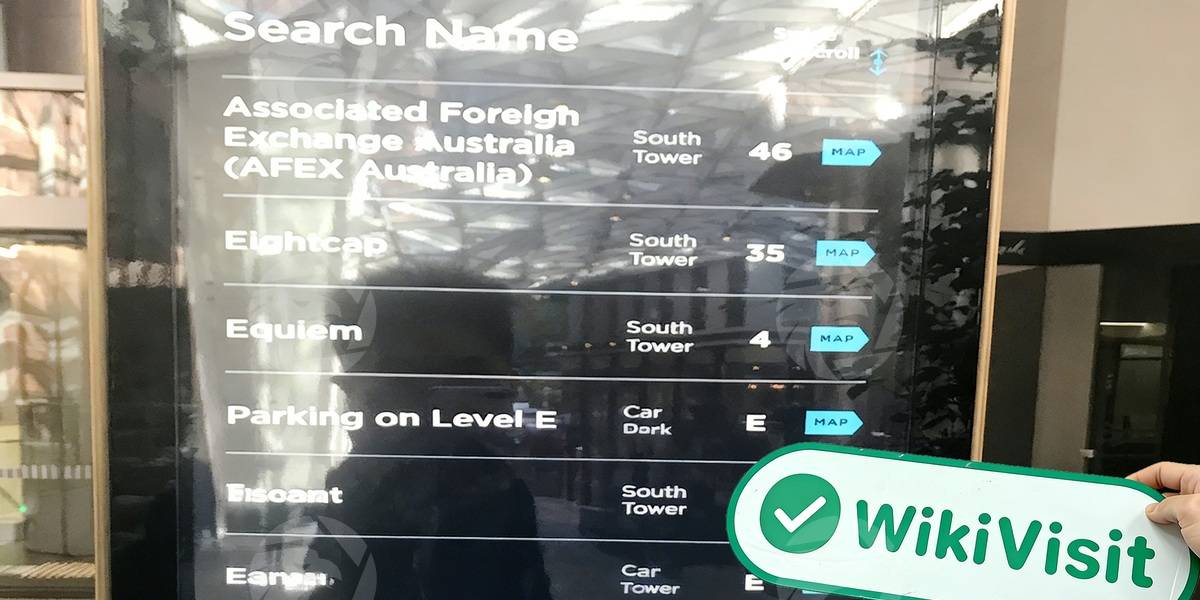 Search Name
Associated Foreign
Exchange Australia
(AFEX Australia)
South
Tower
46
MAP
Eightcap
South
Tower
35
MAP
Equiem
South
Tower
4
MAP
Parking on Level E
Car
E
MAP
South
Tower
Car
Tower
E
WikiVisit